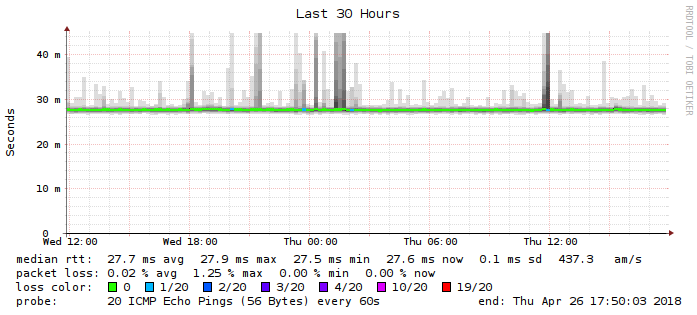 Last 30 Hours
RRDTOOL / TOBI OETIKER
Seconds
40 m
30 m
20 m
10 m
0
Wed 12:00 Wed 18:00 Thu 00:00 Thu 06:00 Thu 12:00
median rtt: 27.7 ms avg 27.9 ms max 27.5 ms min 27.6 ms now 0.1 ms sd 437.3 am/s
packet loss: 0.02 % avg 1.25 % max 0.00 % min 0.00 % now
loss color: 0 1/20 2/20 3/20 4/20 10/20 19/20
probe: 20 ICMP Echo Pings (56 Bytes) every 60s end: Thu Apr 26 17:50:03 2018